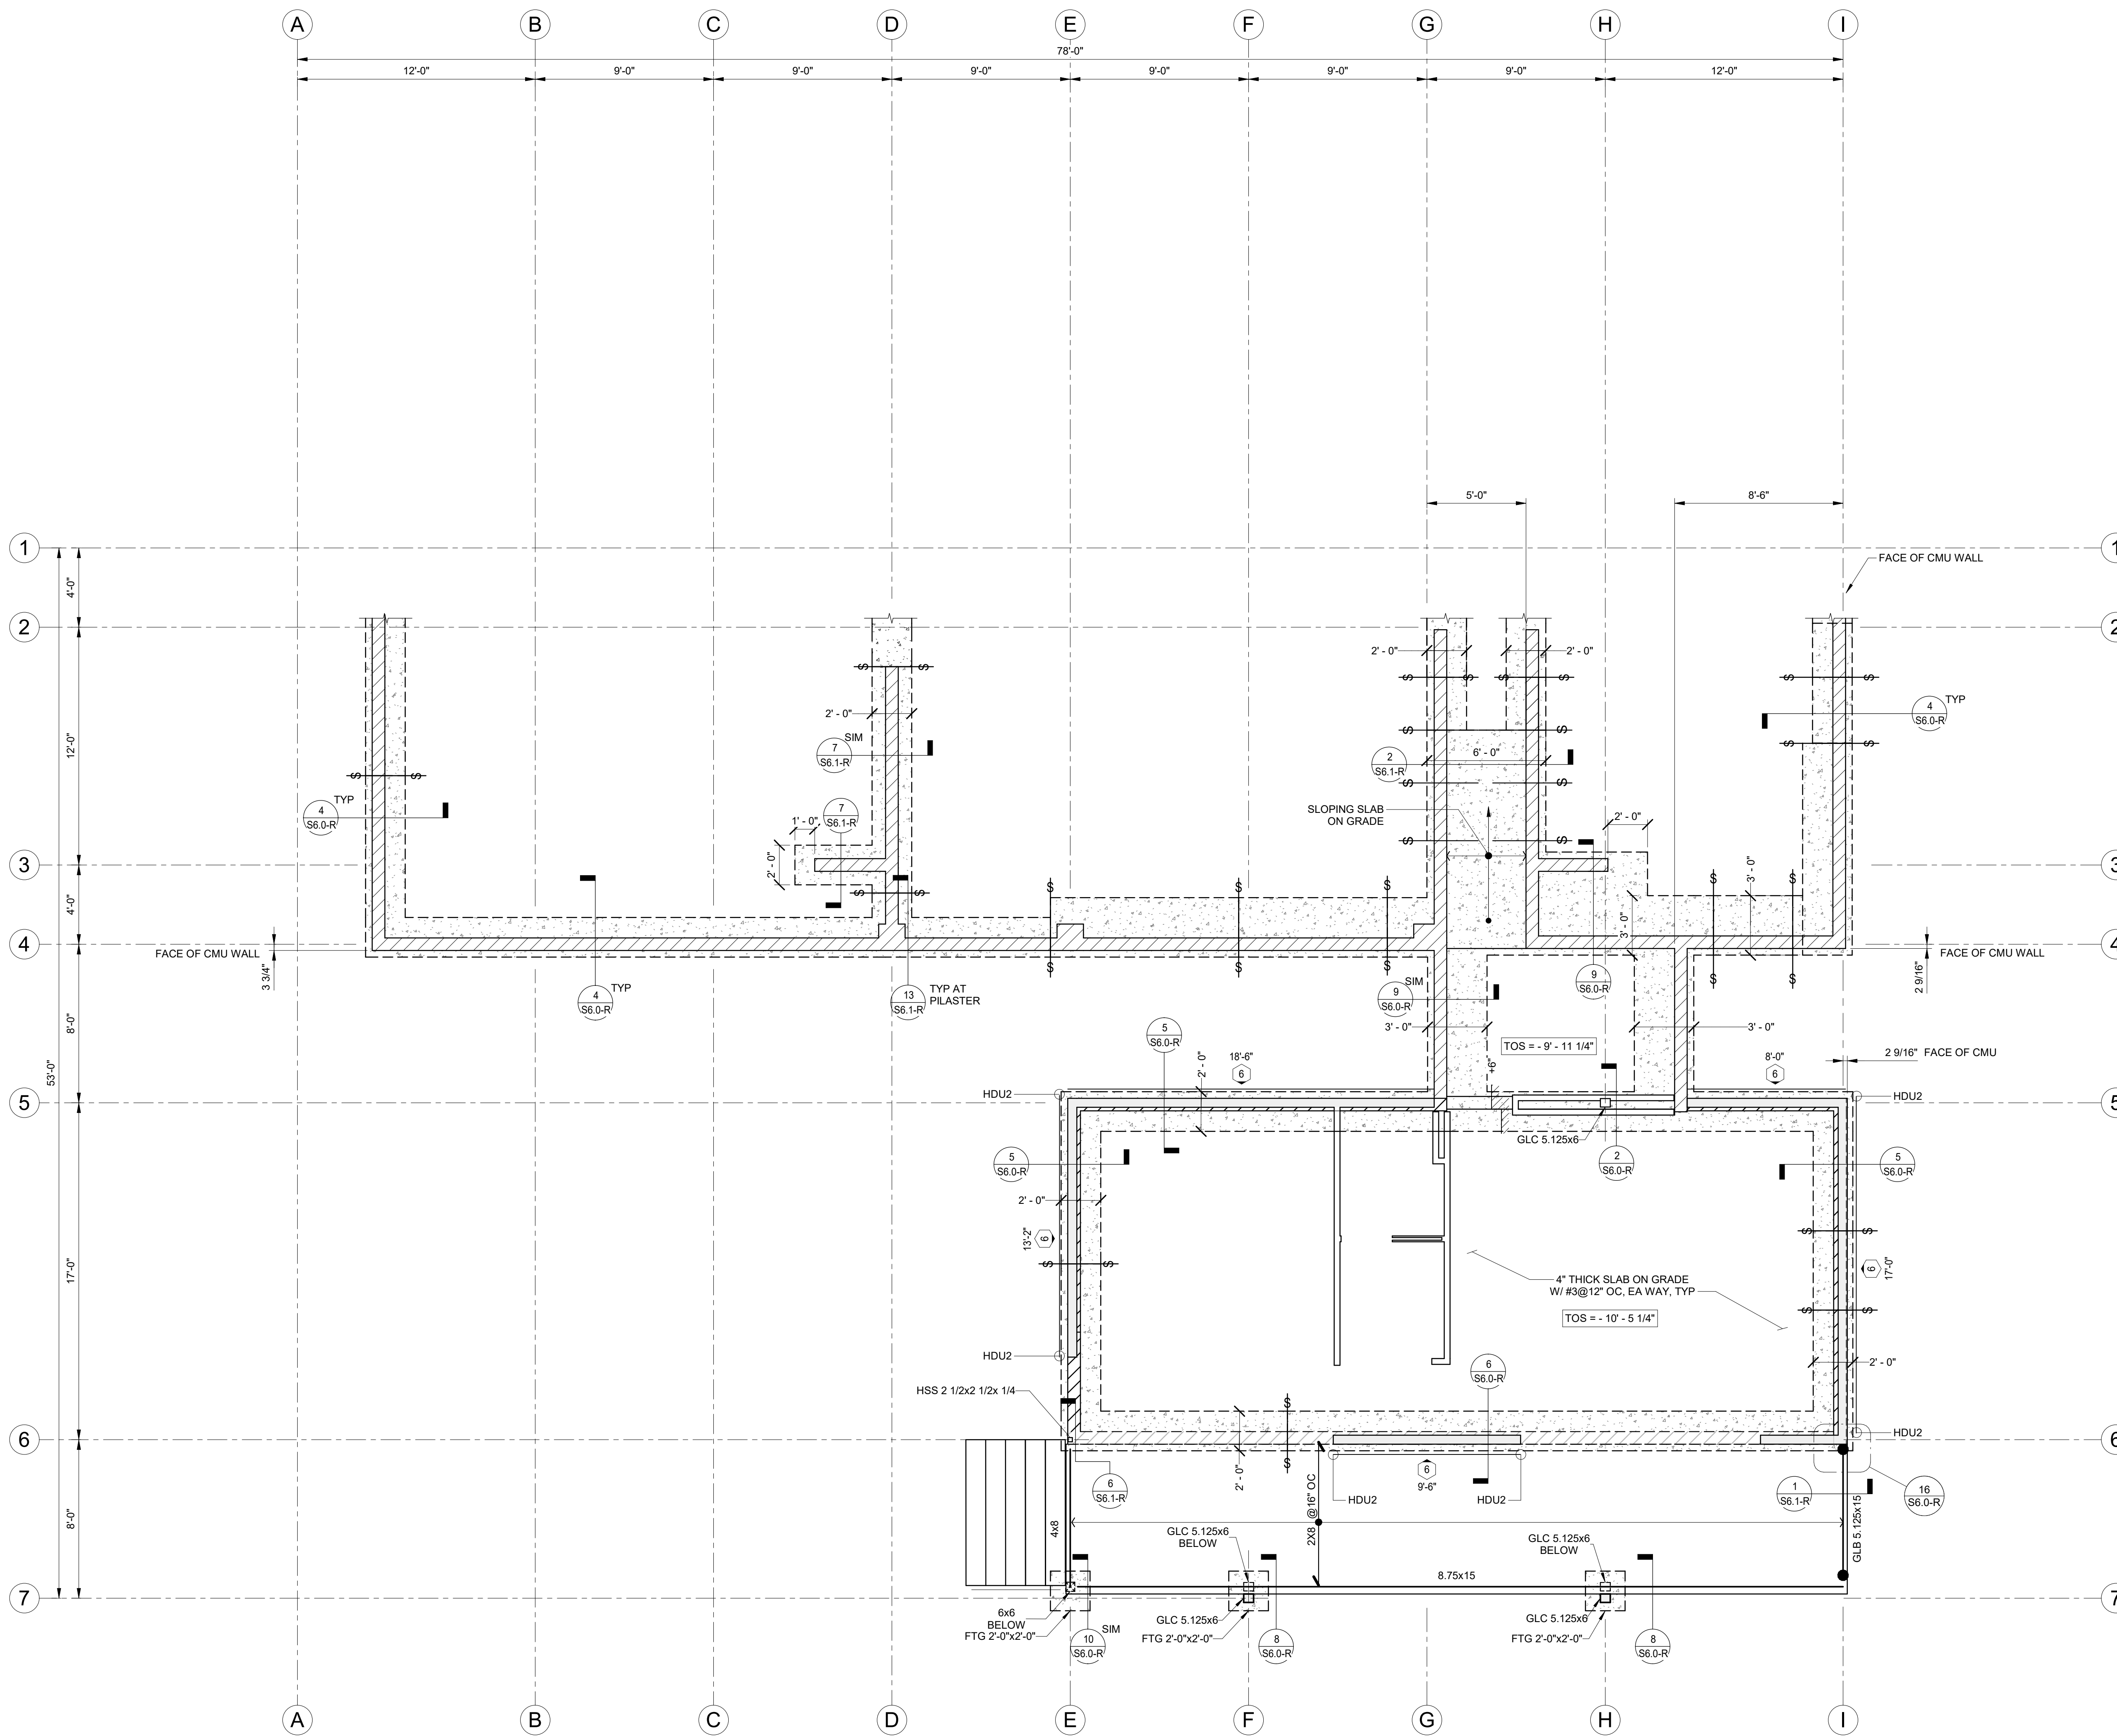 A B C D E F G H I
78'-0"
12'-0" 9'-0" 9'-0" 9'-0" 9'-0" 9'-0" 9'-0" 12'-0"
5'-0" 8'-6"
1 1
FACE OF CMU WALL
4'-0"
2 2
2' - 0" 2' - 0"
2' - 0"
4
S6.0-R
TYP
SIM
7
S6.1-R
12'-0"
2
S6.1-R
6' - 0"
4
S6.0-R
TYP
7
S6.1-R
1' - 0"
SLOPING SLAB
ON GRADE
2' - 0"
9
S6.0-R
3 3
2' - 0"
3' - 0"
4'-0"
3' - 0"
4 4
FACE OF CMU WALL
3 3/4"
FACE OF CMU WALL
2 9/16"
4
S6.0-R
TYP
13
S6.1-R
TYP AT
PILASTER
SIM
9
S6.0-R
8'-0"
53'-0"
3' - 0" 3' - 0"
5
S6.0-R
TOS = - 9' - 11 1/4"
2 9/16" FACE OF CMU
18'-6"
6
2' - 0"
+6"
8'-0"
6
HDU2 HDU2
5 5
GLC 5.125x6
2
S6.0-R
5
S6.0-R
5
S6.0-R
2' - 0"
13'-2"
6
17'-0"
6
17'-0"
4" THICK SLAB ON GRADE
W/ #3@12" OC, EA WAY, TYP
TOS = - 10' - 5 1/4"
HDU2
2' - 0"
6
S6.0-R
HSS 2 1/2x2 1/2x 1/4
6 6
HDU2
2' - 0"
6
9'-6"
HDU2 HDU2
6
S6.1-R
1
S6.1-R
16
S6.0-R
8'-0"
4x8
2X8 @16" OC
GLB 5.125x15
GLC 5.125x6
BELOW
GLC 5.125x6
BELOW
8.75x15
7 7
6x6
BELOW
FTG 2'-0"x2'-0"
GLC 5.125x6
FTG 2'-0"x2'-0"
GLC 5.125x6
FTG 2'-0"x2'-0"
10
S6.0-R
SIM
8
S6.0-R
8
S6.0-R
A B C D E F G H I